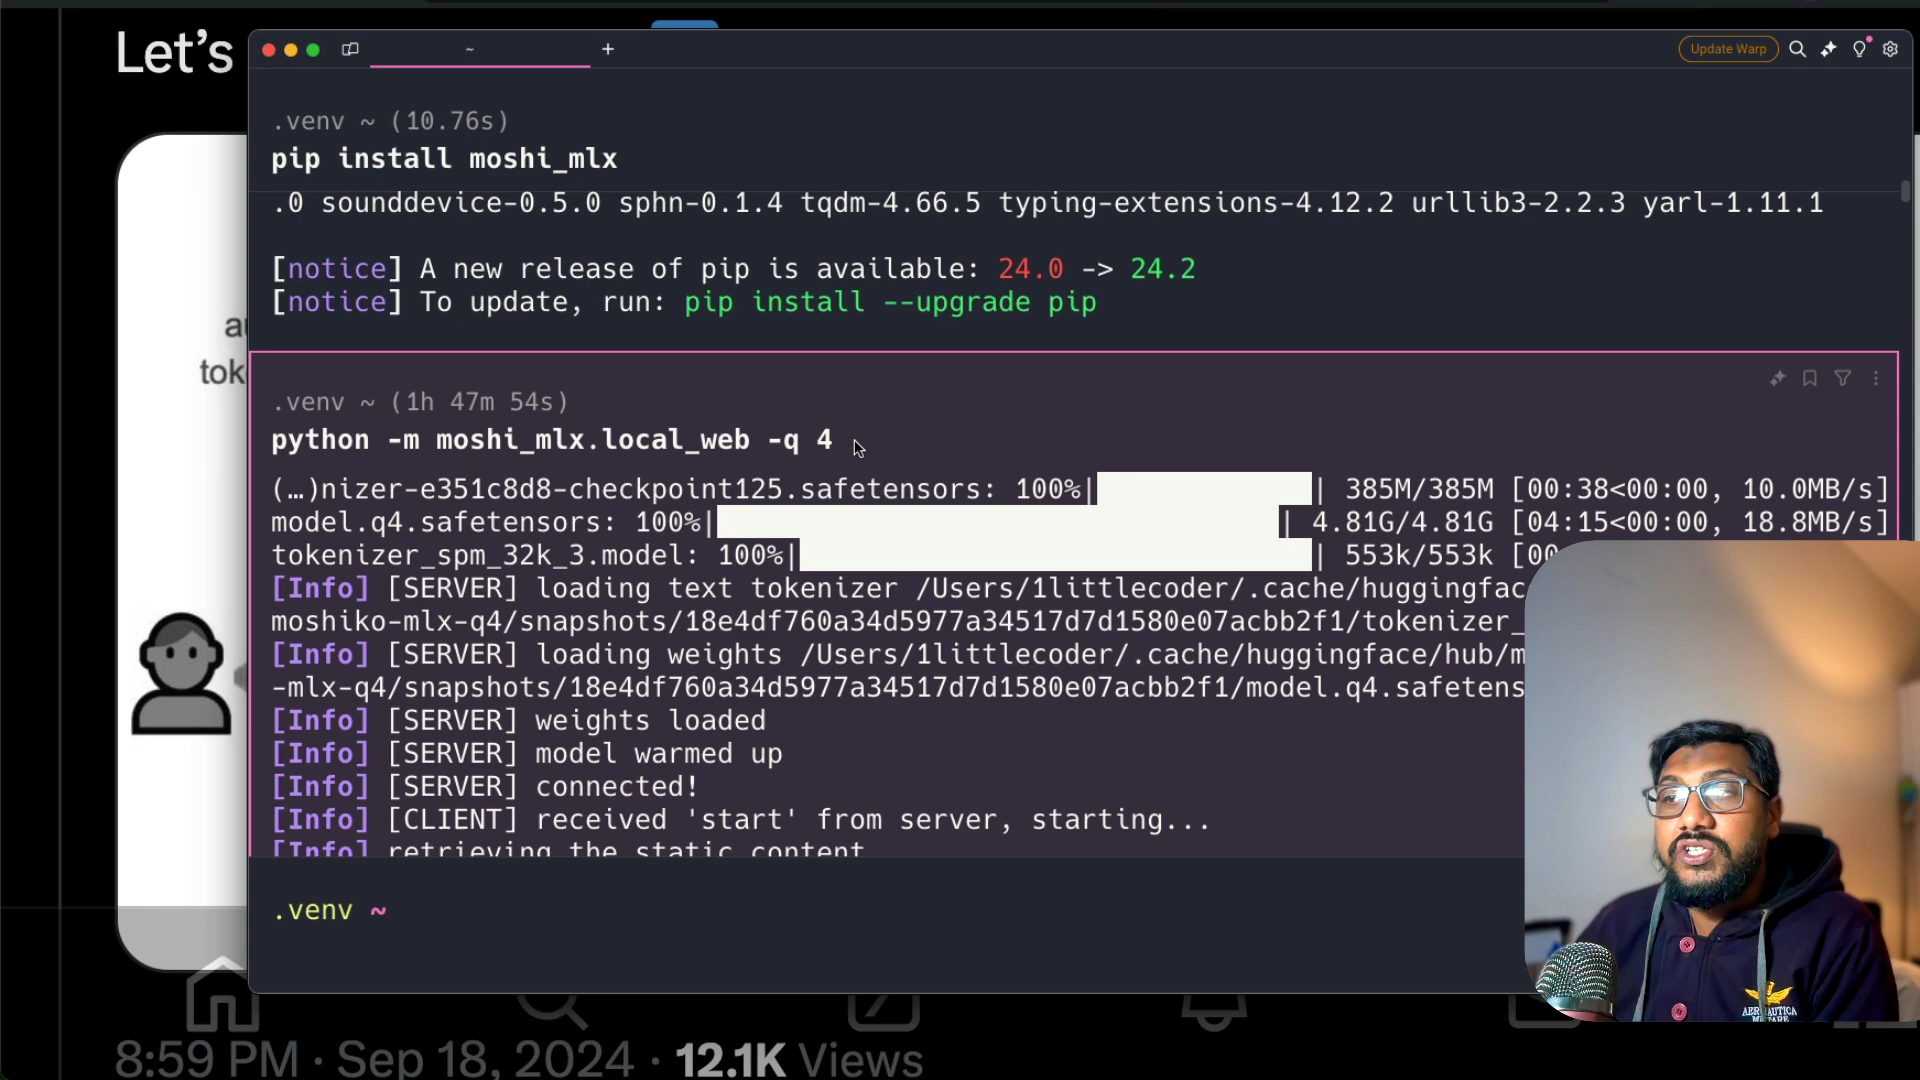 Let’s
~
+
Update Warp
.venv ~ (10.76s)
pip install moshi_mlx
.0 sounddevice-0.5.0 sphn-0.1.4 tqdm-4.66.5 typing-extensions-4.12.2 urllib3-2.2.3 yarl-1.11.1
[notice] A new release of pip is available: 24.0 -> 24.2
[notice] To update, run: pip install --upgrade pip
.venv ~ (1h 47m 54s)
python -m moshi_mlx.local_web -q 4
(…)nizer-e351c8d8-checkpoint125.safetensors: 100%| | 385M/385M [00:38<00:00, 10.0MB/s]
model.q4.safetensors: 100%| | 4.81G/4.81G [04:15<00:00, 18.8MB/s]
tokenizer_spm_32k_3.model: 100%| | 553k/553k [00
[Info] [SERVER] loading text tokenizer /Users/1littlecoder/.cache/huggingfac
moshiko-mlx-q4/snapshots/18e4df760a34d5977a34517d7d1580e07acbb2f1/tokenizer_
[Info] [SERVER] loading weights /Users/1littlecoder/.cache/huggingface/hub/m
-mlx-q4/snapshots/18e4df760a34d5977a34517d7d1580e07acbb2f1/model.q4.safetens
[Info] [SERVER] weights loaded
[Info] [SERVER] model warmed up
[Info] [SERVER] connected!
[Info] [CLIENT] received 'start' from server, starting...
[Info] retrieving the static content
.venv ~
au
tok
AERONAUTICA
MILITARE
8:59 PM · Sep 18, 2024 · 12.1K Views